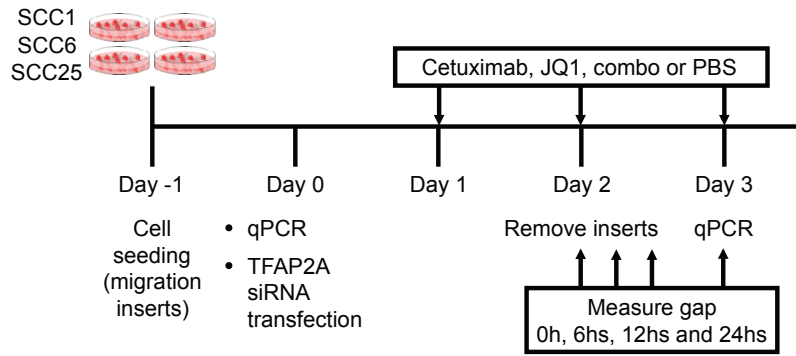 SCC1
SCC6
SCC25
Cetuximab, JQ1, combo or PBS
Day -1
Day 0
Day 1
Day 2
Day 3
Cell
seeding
(migration
inserts)
• qPCR
• TFAP2A
siRNA
transfection
Remove inserts
qPCR
Measure gap
0h, 6hs, 12hs and 24hs